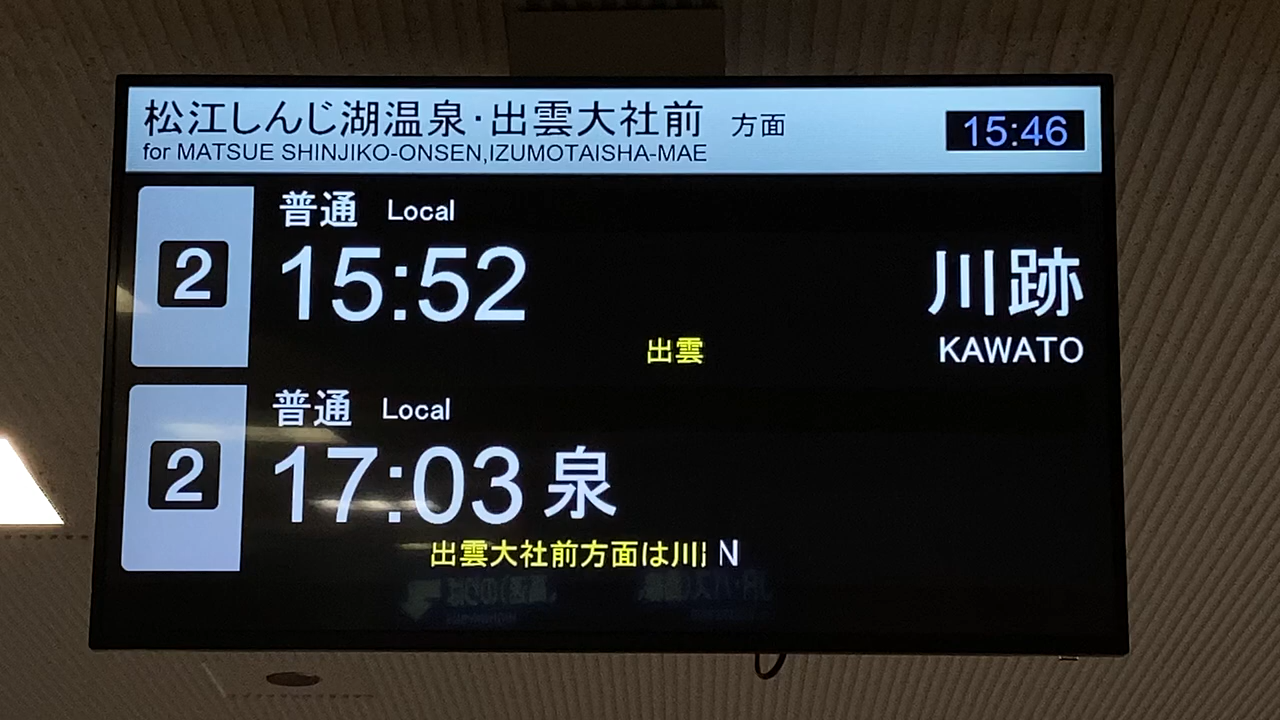 松江しんじ湖温泉・出雲大社前 方面
for MATSUE SHINJIKO-ONSEN,IZUMOTAISHA-MAE
15:46
2
普通 Local
15:52
川跡
出雲
KAWATO
2
普通 Local
17:03 泉
出雲大社前方面は川 N